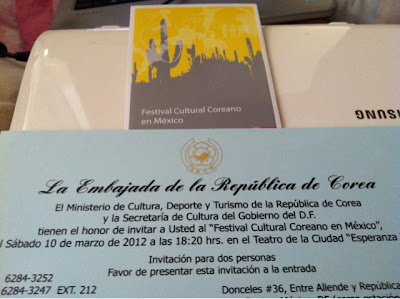 Festival Cultural Coreano
en México
SAMSUNG
La Embajada de la República de Corea
El Ministerio de Cultura, Deporte y Turismo de la República de Corea
y la Secretaría de Cultura del Gobierno del D.F.
tienen el honor de invitar a Usted al "Festival Cultural Coreano en México",
l Sábado 10 de marzo de 2012 a las 18:20 hrs. en el Teatro de la Ciudad "Esperanza
Invitación para dos personas
Favor de presentar esta invitación a la entrada
6284-3252
6284-3247 EXT. 212
Donceles #36, Entre Allende y Repúbli